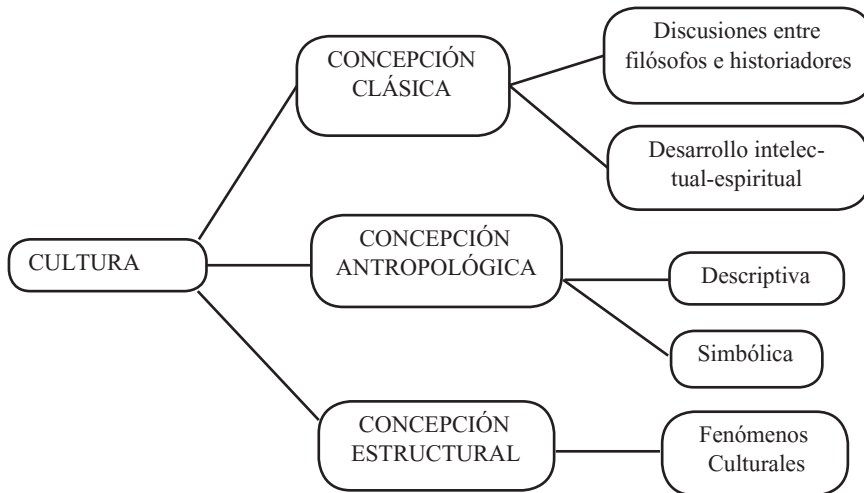 CULTURA
CONCEPCIÓN
CLÁSICA
Discusiones entre
filósofos e historiadores
Desarrollo intelec-
tual-espiritual
CONCEPCIÓN
ANTROPOLÓGICA
Descriptiva
Simbólica
CONCEPCIÓN
ESTRUCTURAL
Fenómenos
Culturales